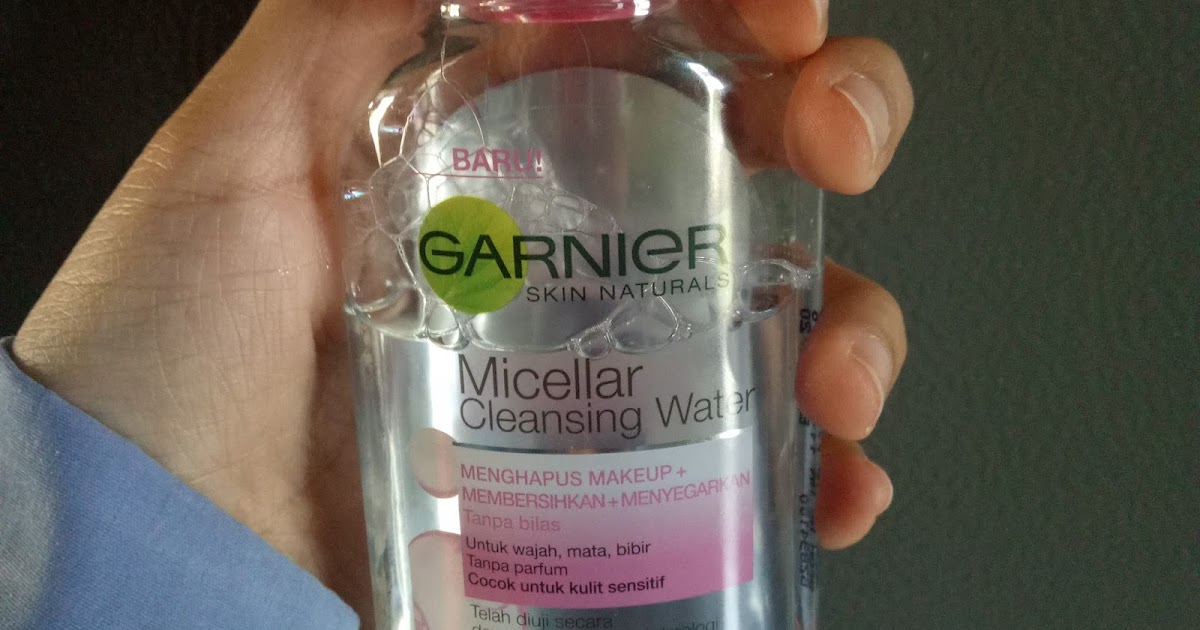 BARU!
GARNIER
SKIN NATURALS
Micellar
Cleansing Water
MENGHAPUS MAKEUP +
MEMBERSIHKAN + MENYEGARKAN
Tanpa bilas
Untuk wajah, mata, bibir
Tanpa parfum
Cocok untuk kulit sensitif
Telah diuji secara